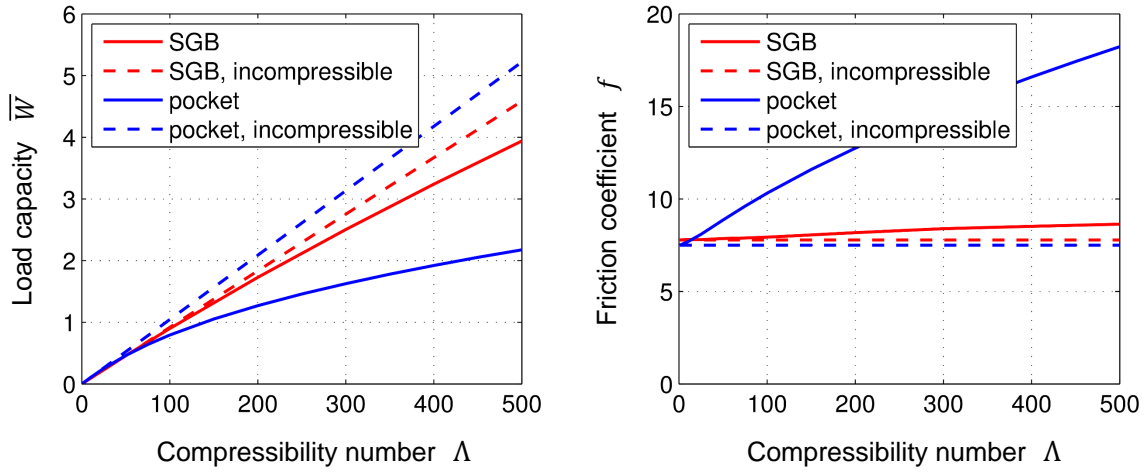 6
5
4
3
2
1
0
0 100 200 300 400 500
Load capacity W̅
Compressibility number Λ
SGB
SGB, incompressible
pocket
pocket, incompressible
20
15
10
5
0
0 100 200 300 400 500
Friction coefficient f
Compressibility number Λ
SGB
SGB, incompressible
pocket
pocket, incompressible